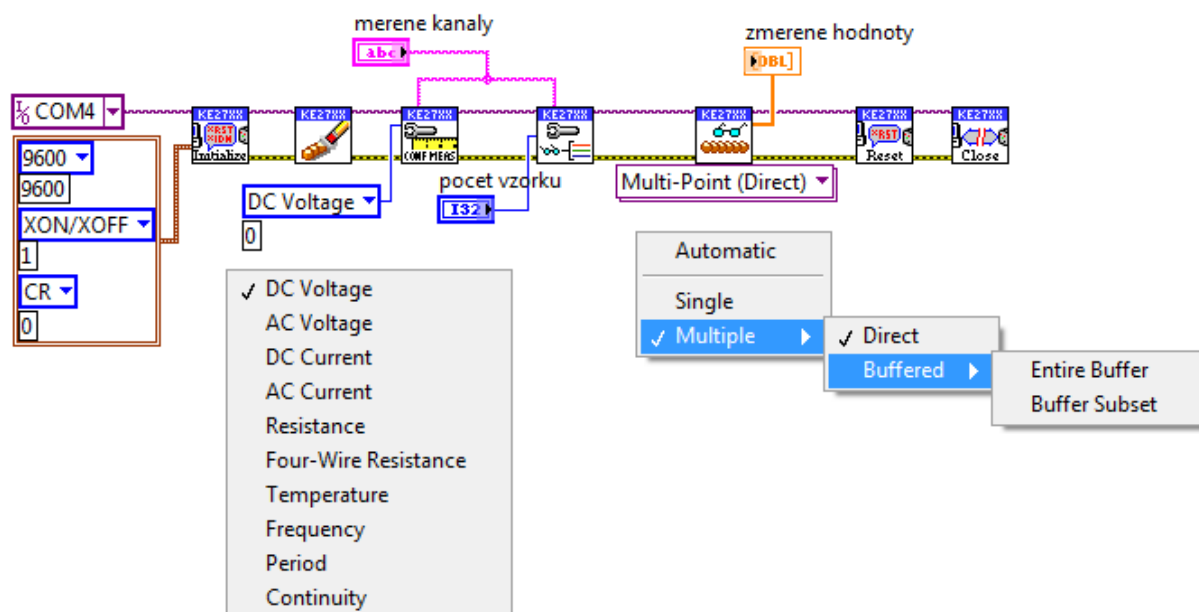 merene kanaly
abc
zmerene hodnoty
DBL]
I/O COM4
KE27XX
*RST
*IDN
Initialize
KE27XX
KE27XX
CONF MEAS
KE27XX
KE27XX
KE27XX
*RST
Reset
KE27XX
Close
9600
9600
XON/XOFF
1
CR
0
DC Voltage
0
pocet vzorku
I32
Multi-Point (Direct)
DC Voltage
AC Voltage
DC Current
AC Current
Resistance
Four-Wire Resistance
Temperature
Frequency
Period
Continuity
Automatic
Single
Multiple
Direct
Buffered
Entire Buffer
Buffer Subset